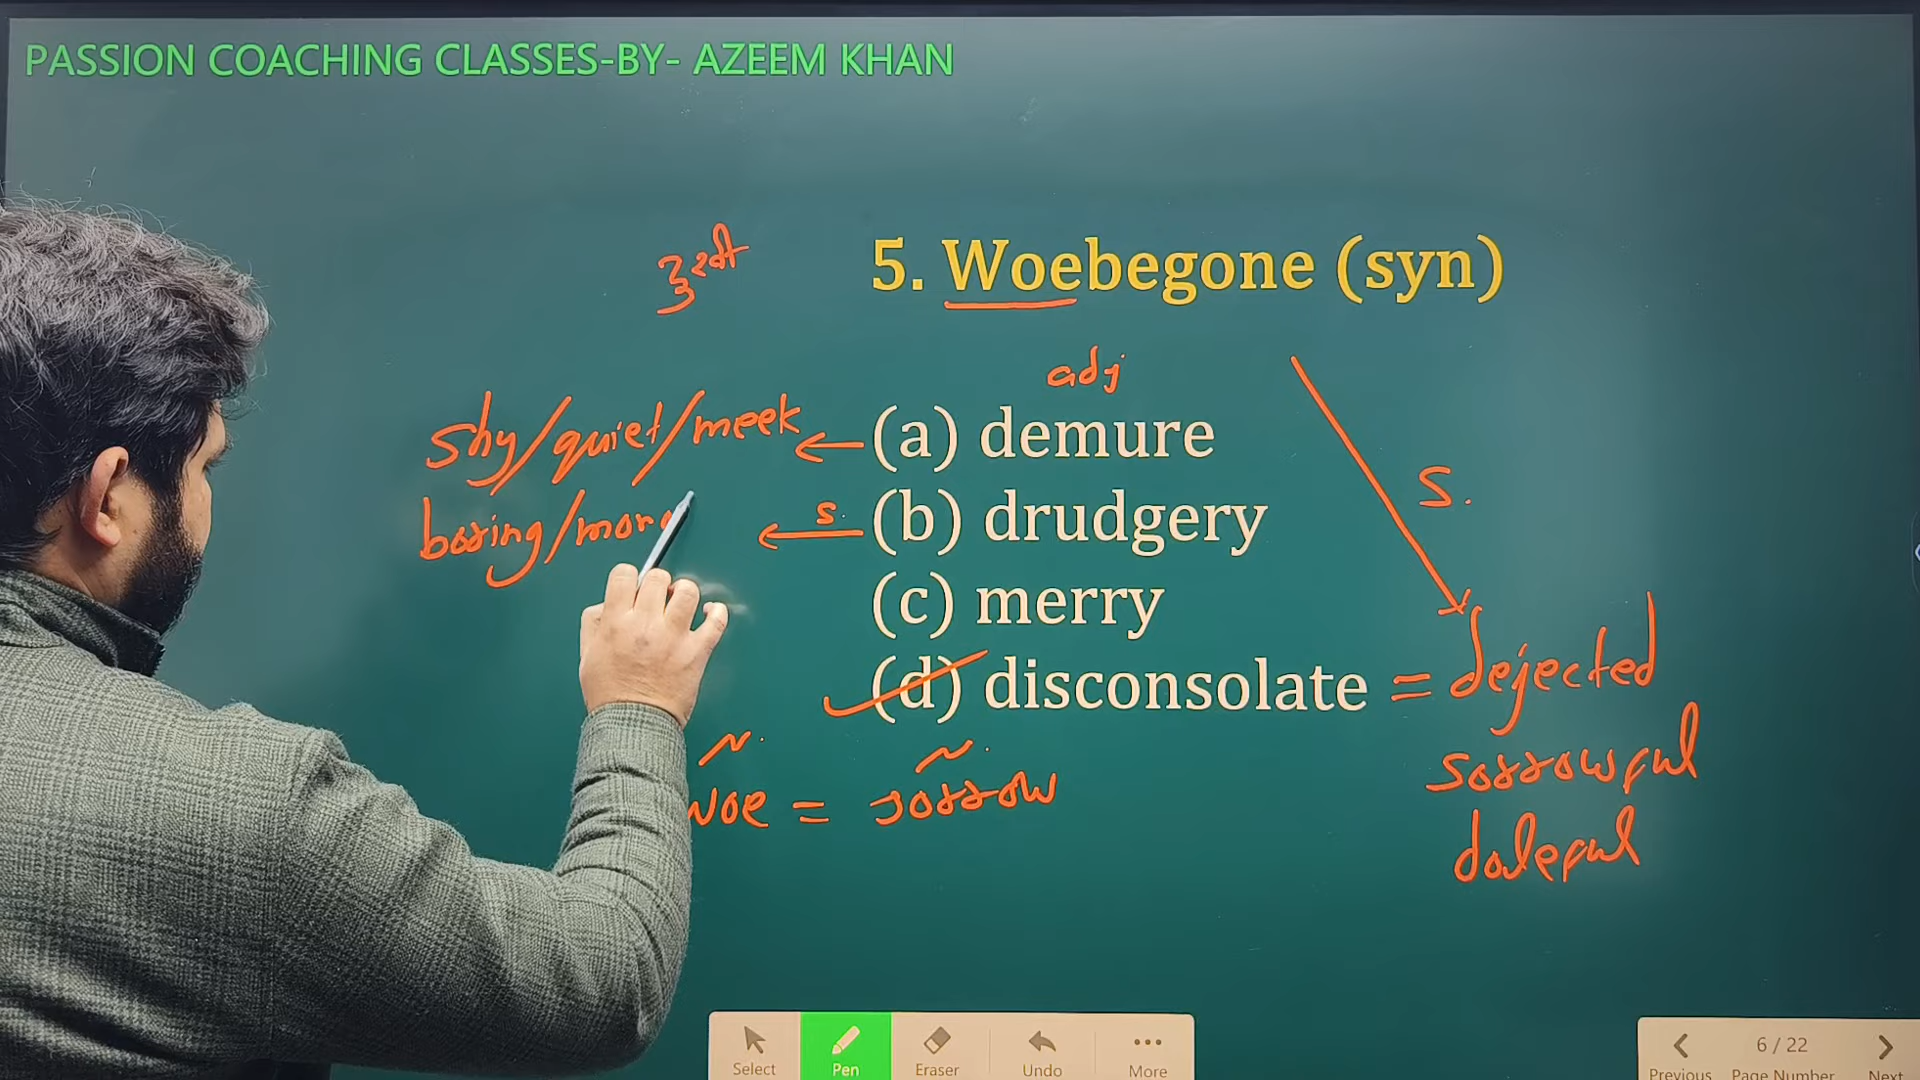 PASSION COACHING CLASSES-BY- AZEEM KHAN
5. Woebegone (syn)
adj
shy/quiet/meek ← (a) demure
S.
boring/mono ← s. (b) drudgery
(c) merry
(d) disconsolate = dejected
sorrowful
doleful
N. N.
woe = sorrow
Select Pen Eraser Undo More
6 / 22
Previous Page Number Next